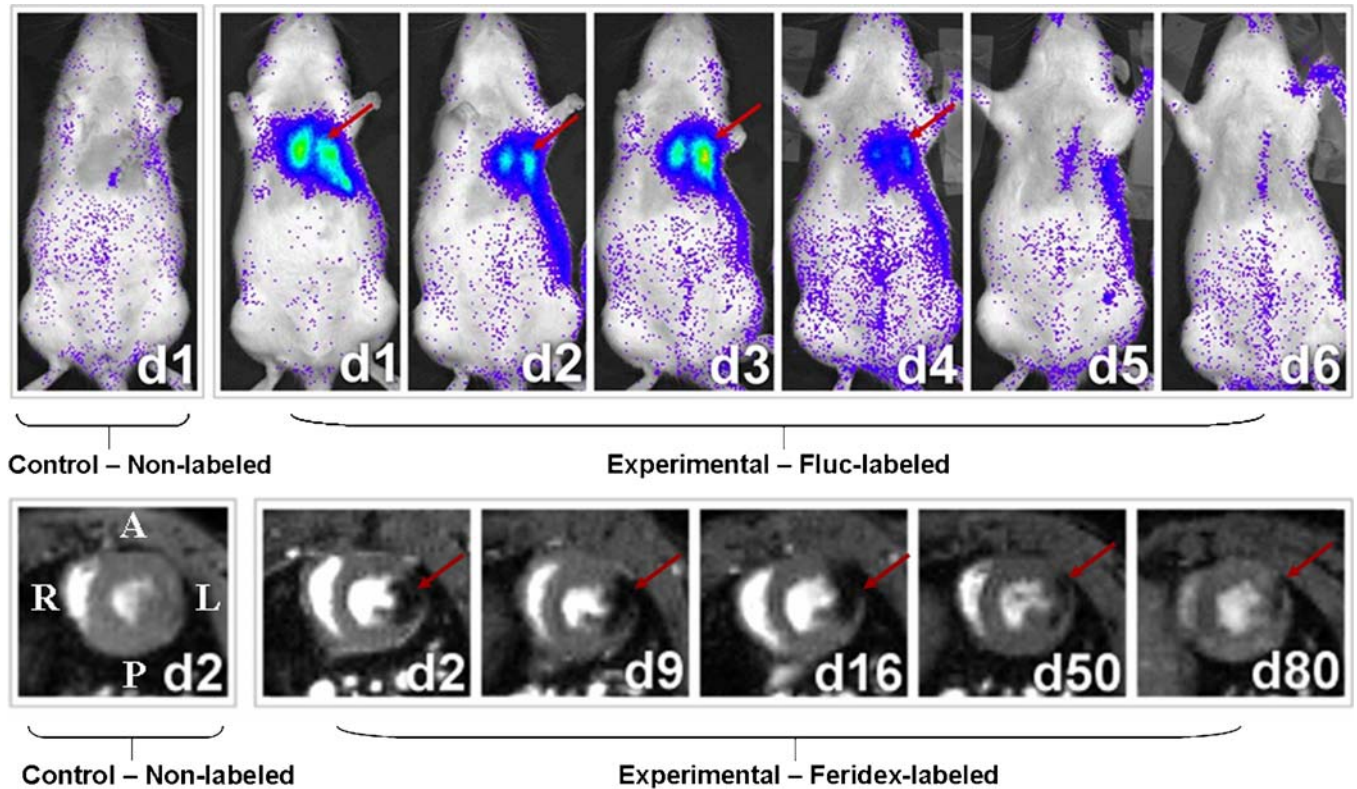 d1 d1 d2 d3 d4 d5 d6
Control – Non-labeled Experimental – Fluc-labeled
A
R L
P d2 d2 d9 d16 d50 d80
Control – Non-labeled Experimental – Feridex-labeled